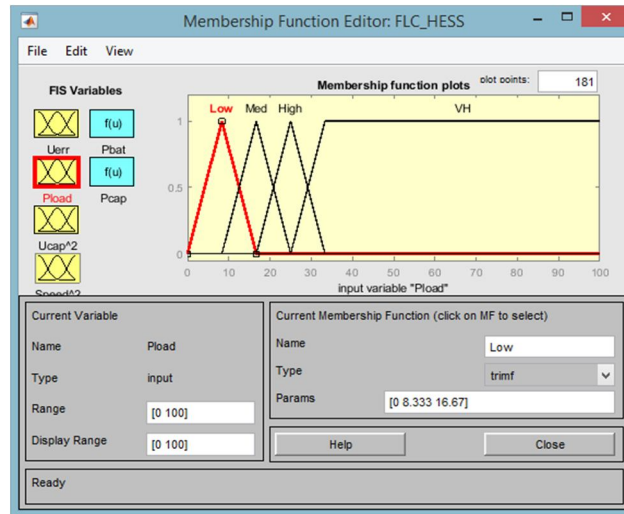 Membership Function Editor: FLC_HESS
File Edit View
FIS Variables
Membership function plots
plot points:
181
f(u)
Uerr
Pbat
f(u)
Pload
Pcap
Ucap^2
Speed^2
Low Med High VH
1
0.5
0
0 10 20 30 40 50 60 70 80 90 100
input variable "Pload"
Current Variable
Name Pload
Type input
Range [0 100]
Display Range [0 100]
Current Membership Function (click on MF to select)
Name Low
Type trimf
Params [0 8.333 16.67]
Help Close
Ready